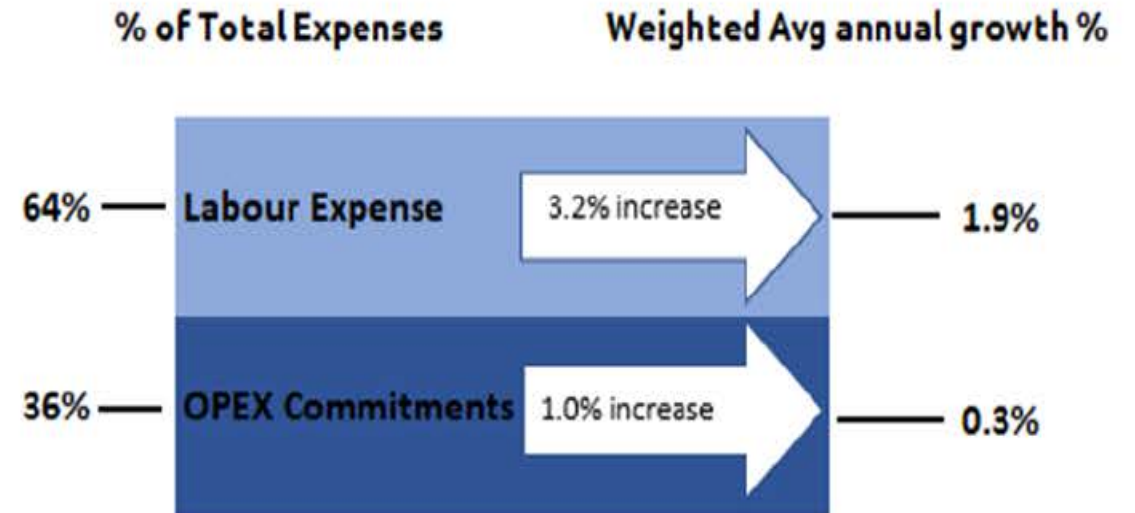 % of Total Expenses
Weighted Avg annual growth %
64%
Labour Expense
3.2% increase
1.9%
36%
OPEX Commitments
1.0% increase
0.3%